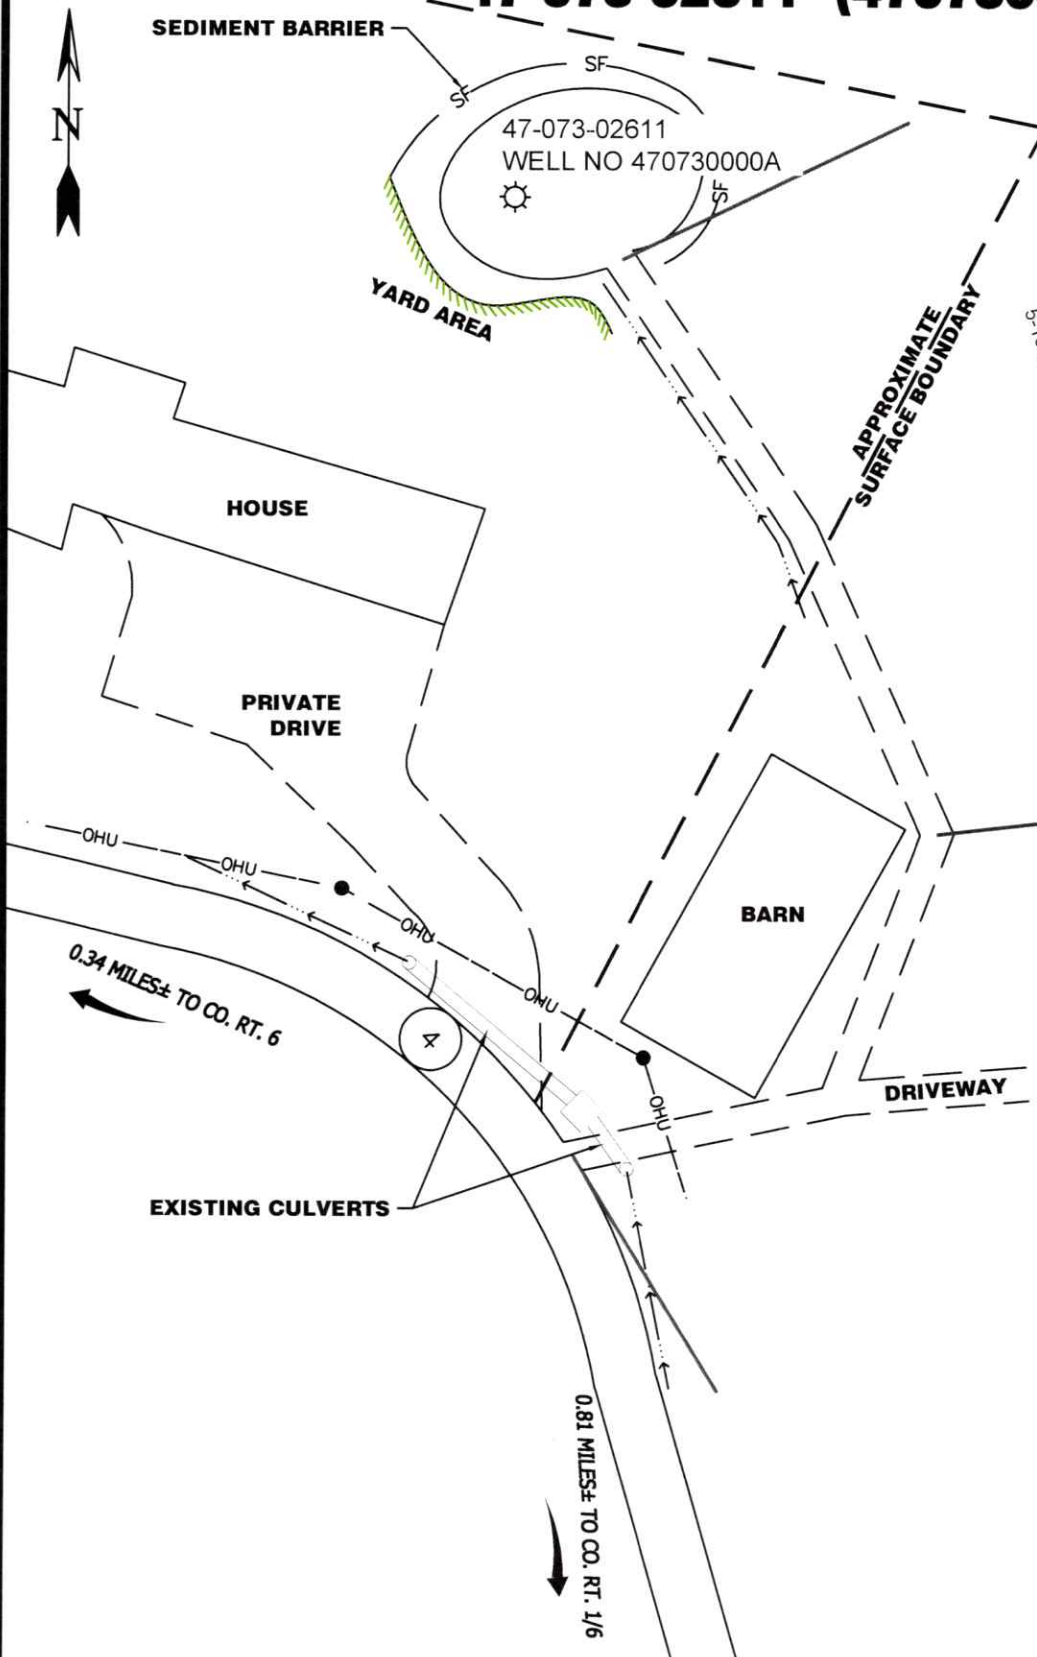 SEDIMENT BARRIER
N
SF
SF
SF
47-073-02611
WELL NO 470730000A
YARD AREA
APPROXIMATE
SURFACE BOUNDARY
HOUSE
PRIVATE
DRIVE
OHU
OHU
OHU
OHU
OHU
BARN
0.34 MILES± TO CO. RT. 6
4
DRIVEWAY
EXISTING CULVERTS
0.81 MILES± TO CO. RT. 1/6